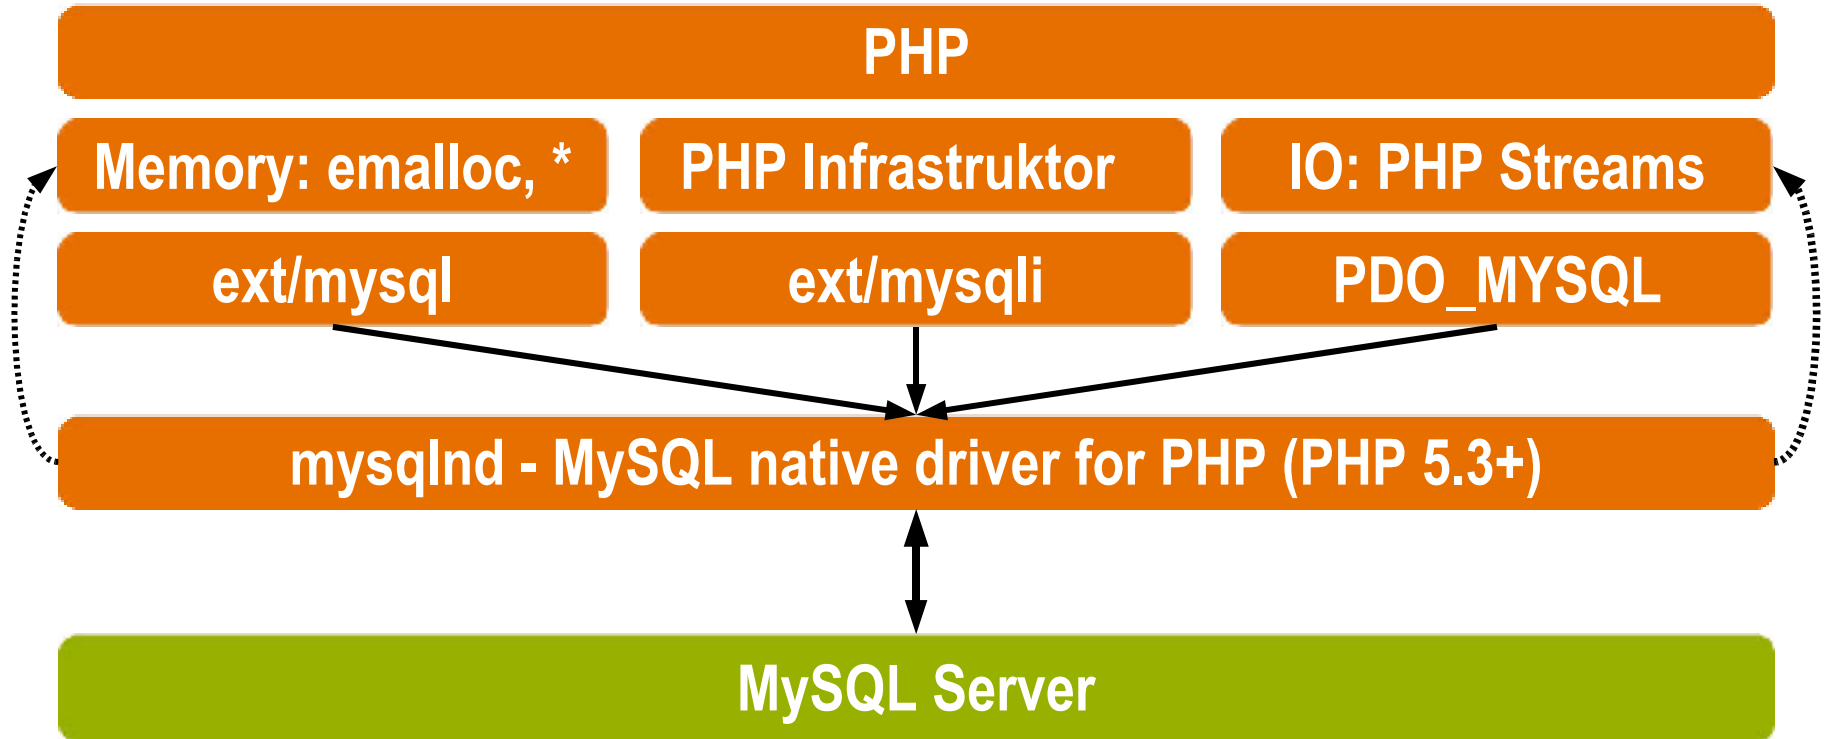 PHP
Memory: emalloc, *
PHP Infrastruktor
IO: PHP Streams
ext/mysql
ext/mysqli
PDO_MYSQL
mysqlnd - MySQL native driver for PHP (PHP 5.3+)
MySQL Server